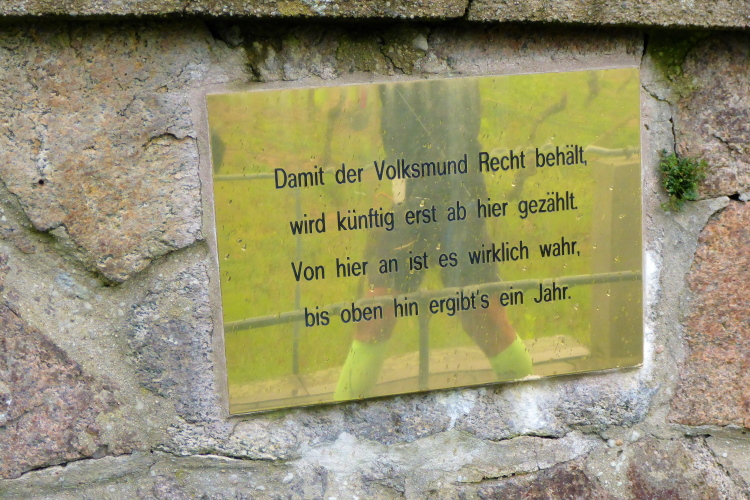 Damit der Volksmund Recht behält,
wird künftig erst ab hier gezählt.
Von hier an ist es wirklich wahr,
bis oben hin ergibt's ein Jahr.